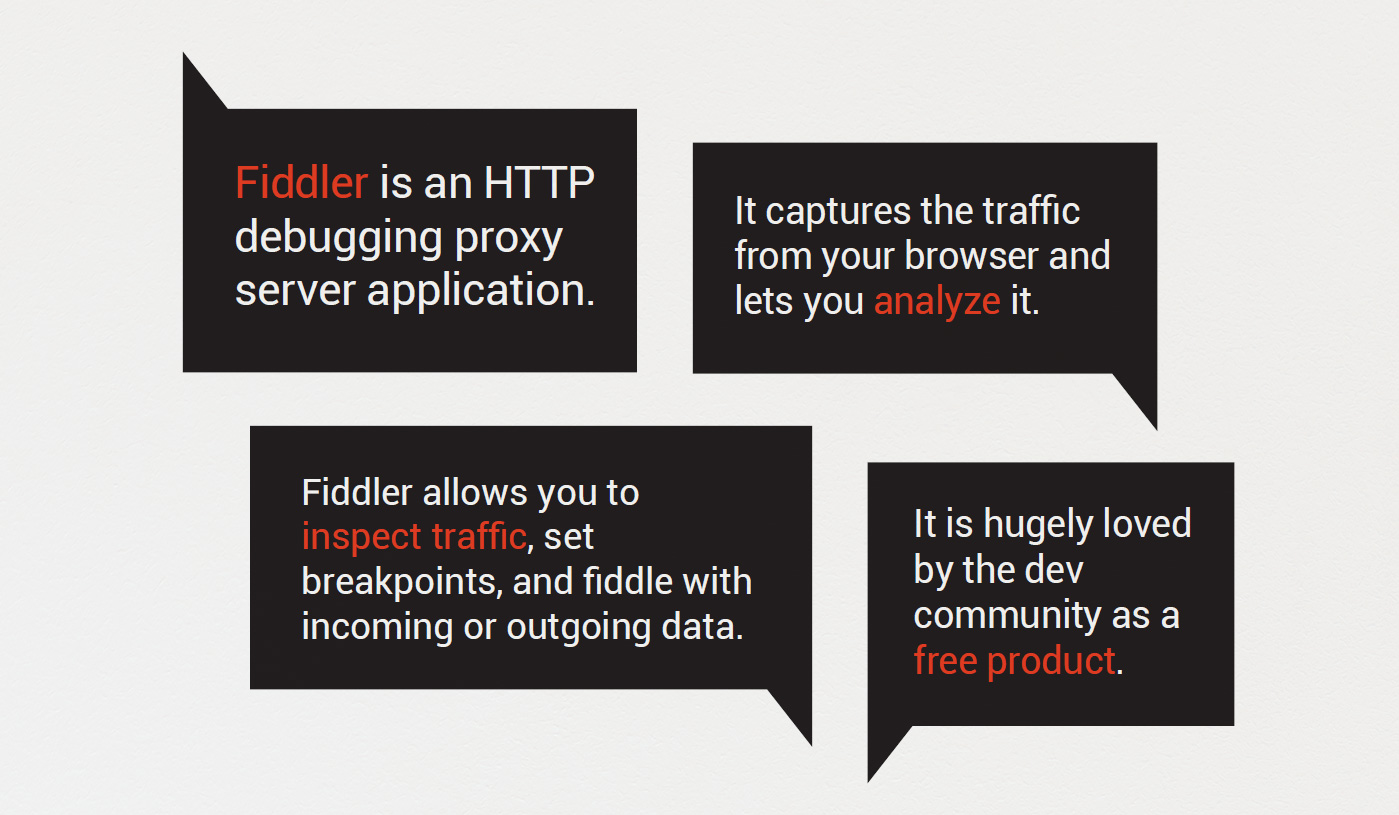 Fiddler is an HTTP
debugging proxy
server application.
It captures the traffic
from your browser and
lets you analyze it.
Fiddler allows you to
inspect traffic, set
breakpoints, and fiddle with
incoming or outgoing data.
It is hugely loved
by the dev
community as a
free product.